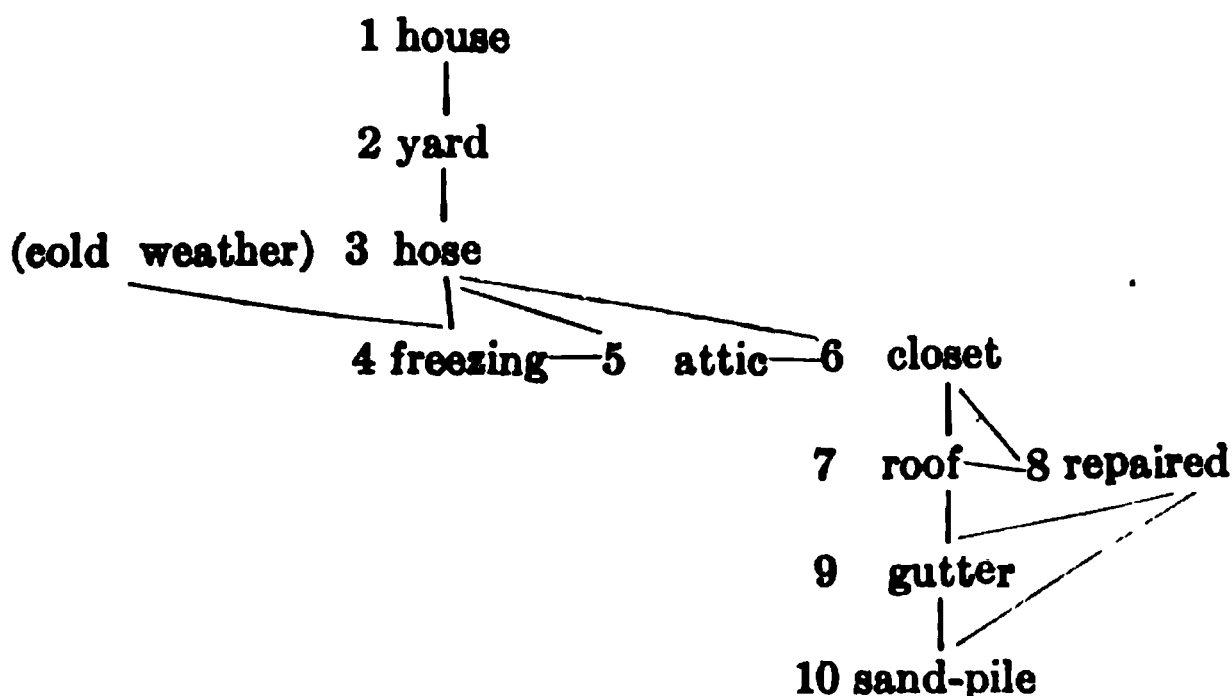 1 house
2 yard
(cold weather) 3 hose
4 freezing 5 attic 6 closet
7 roof 8 repaired
9 gutter
10 sand-pile